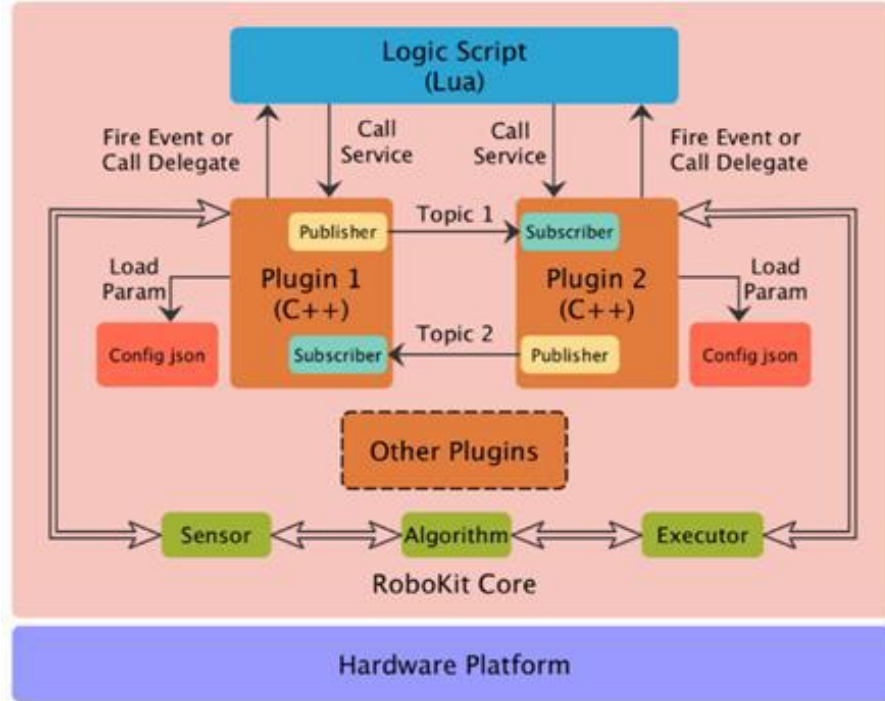 Logic Script
(Lua)
Fire Event or
Call Delegate
Call
Service
Call
Service
Fire Event or
Call Delegate
Publisher
Topic 1
Subscriber
Plugin 1
(C++)
Plugin 2
(C++)
Load
Param
Load
Param
Config json
Subscriber
Topic 2
Publisher
Config json
Other Plugins
Sensor
Algorithm
Executor
RoboKit Core
Hardware Platform